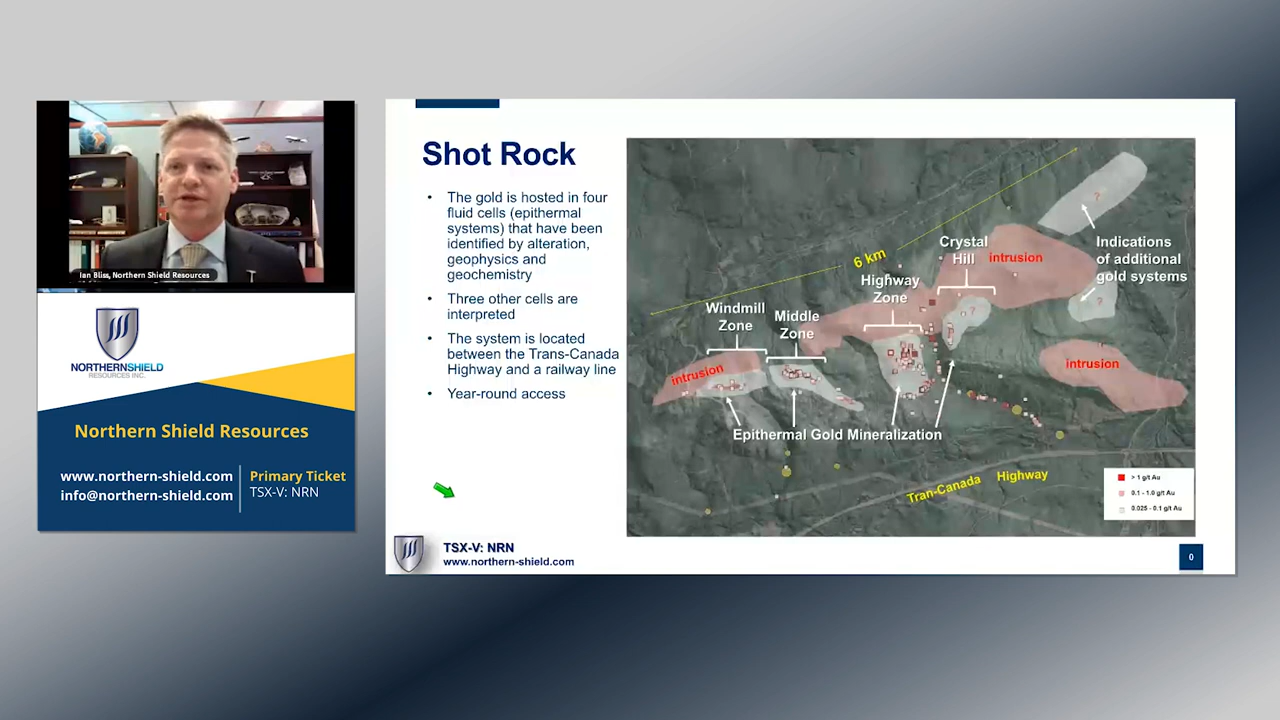 Ian Bliss, Northern Shield Resources
NORTHERNSHIELD
RESOURCES INC.
Northern Shield Resources
www.northern-shield.com
info@northern-shield.com
Primary Ticket
TSX-V: NRN
Shot Rock
• The gold is hosted in four
fluid cells (epithermal
systems) that have been
identified by alteration,
geophysics and
geochemistry
• Three other cells are
interpreted
• The system is located
between the Trans-Canada
Highway and a railway line
• Year-round access
6 km
Crystal
Hill
intrusion
Indications
of additional
gold systems
?
?
?
Highway
Zone
Windmill
Zone
Middle
Zone
intrusion
intrusion
Epithermal Gold Mineralization
Tran-Canada Highway
> 1 g/t Au
0.1 - 1.0 g/t Au
0.025 - 0.1 g/t Au
TSX-V: NRN
www.northern-shield.com
0